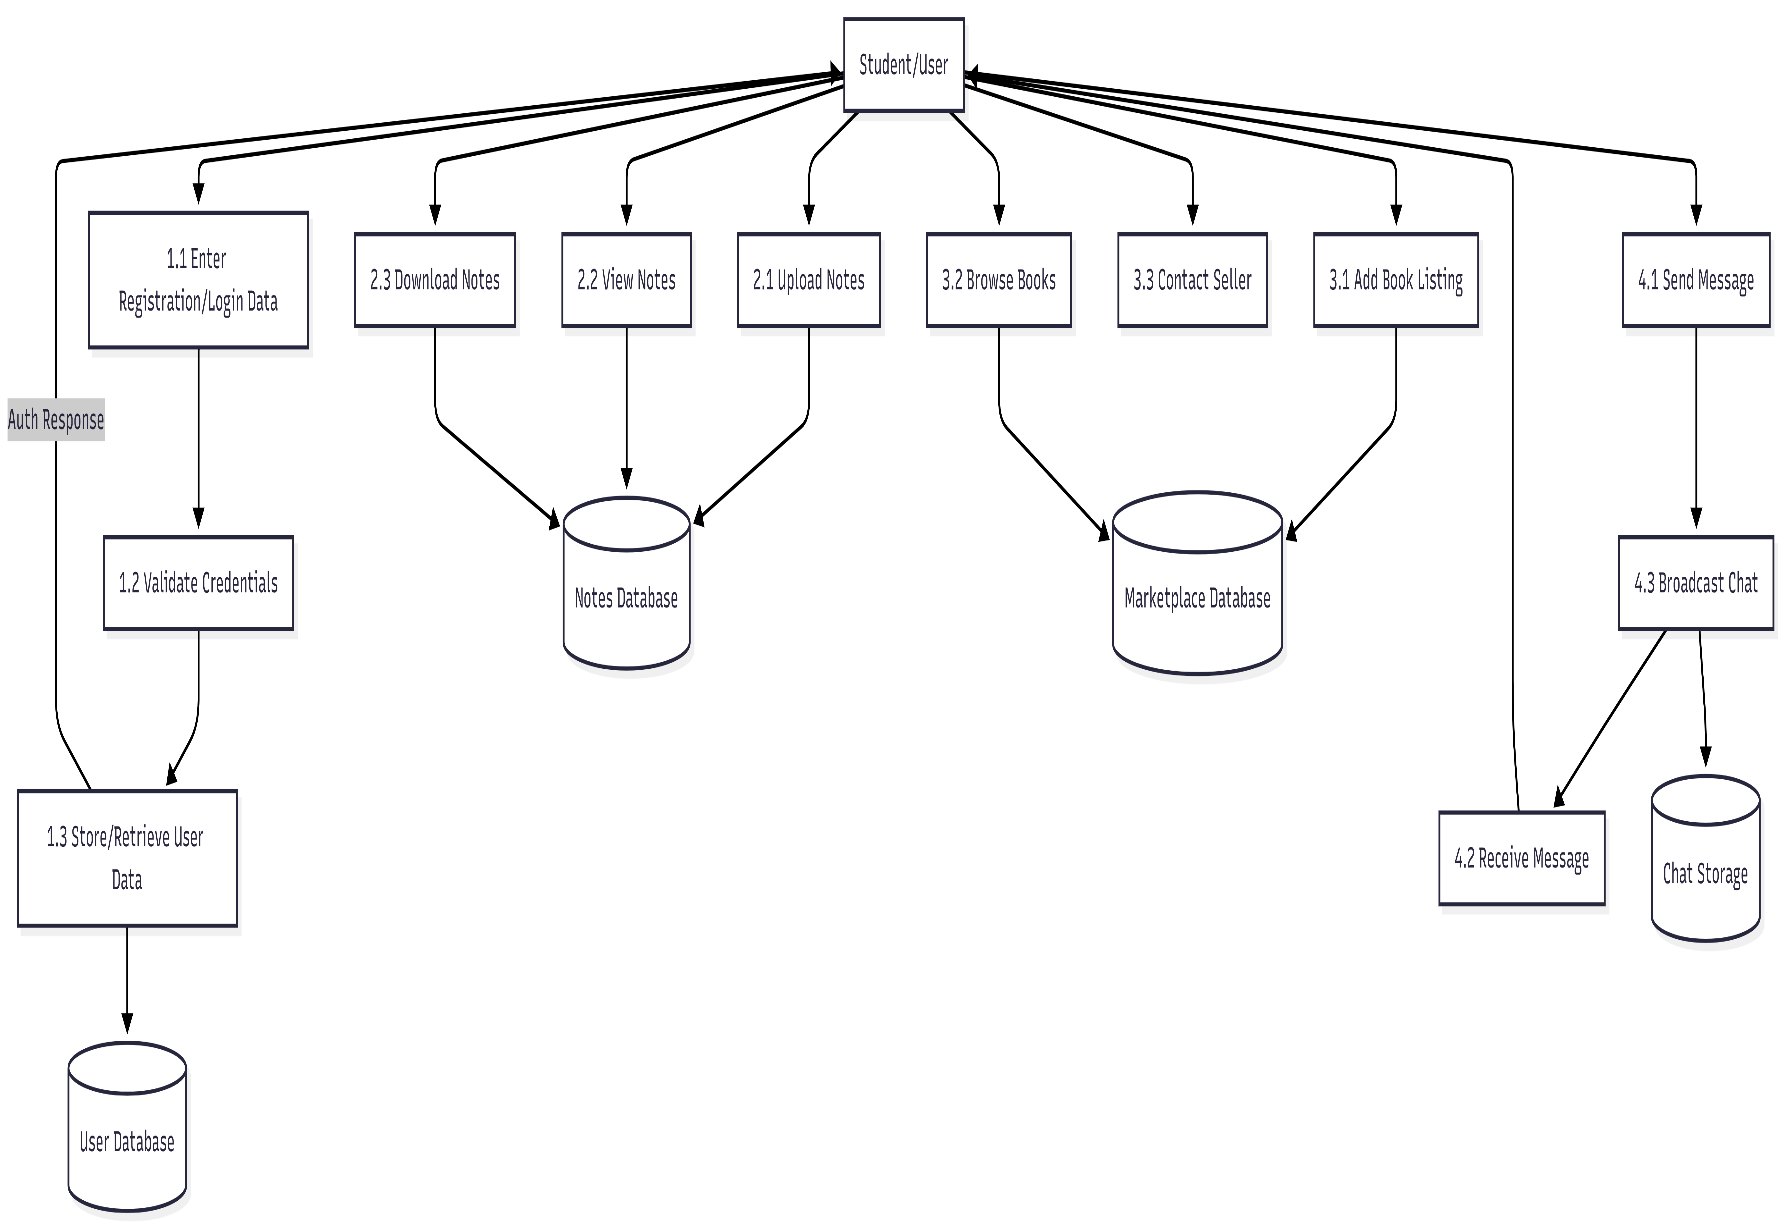 Student/User
1.1 Enter
Registration/Login Data
2.3 Download Notes
2.2 View Notes
2.1 Upload Notes
3.2 Browse Books
3.3 Contact Seller
3.1 Add Book Listing
4.1 Send Message
Auth Response
1.2 Validate Credentials
Notes Database
Marketplace Database
4.3 Broadcast Chat
1.3 Store/Retrieve User
Data
4.2 Receive Message
Chat Storage
User Database